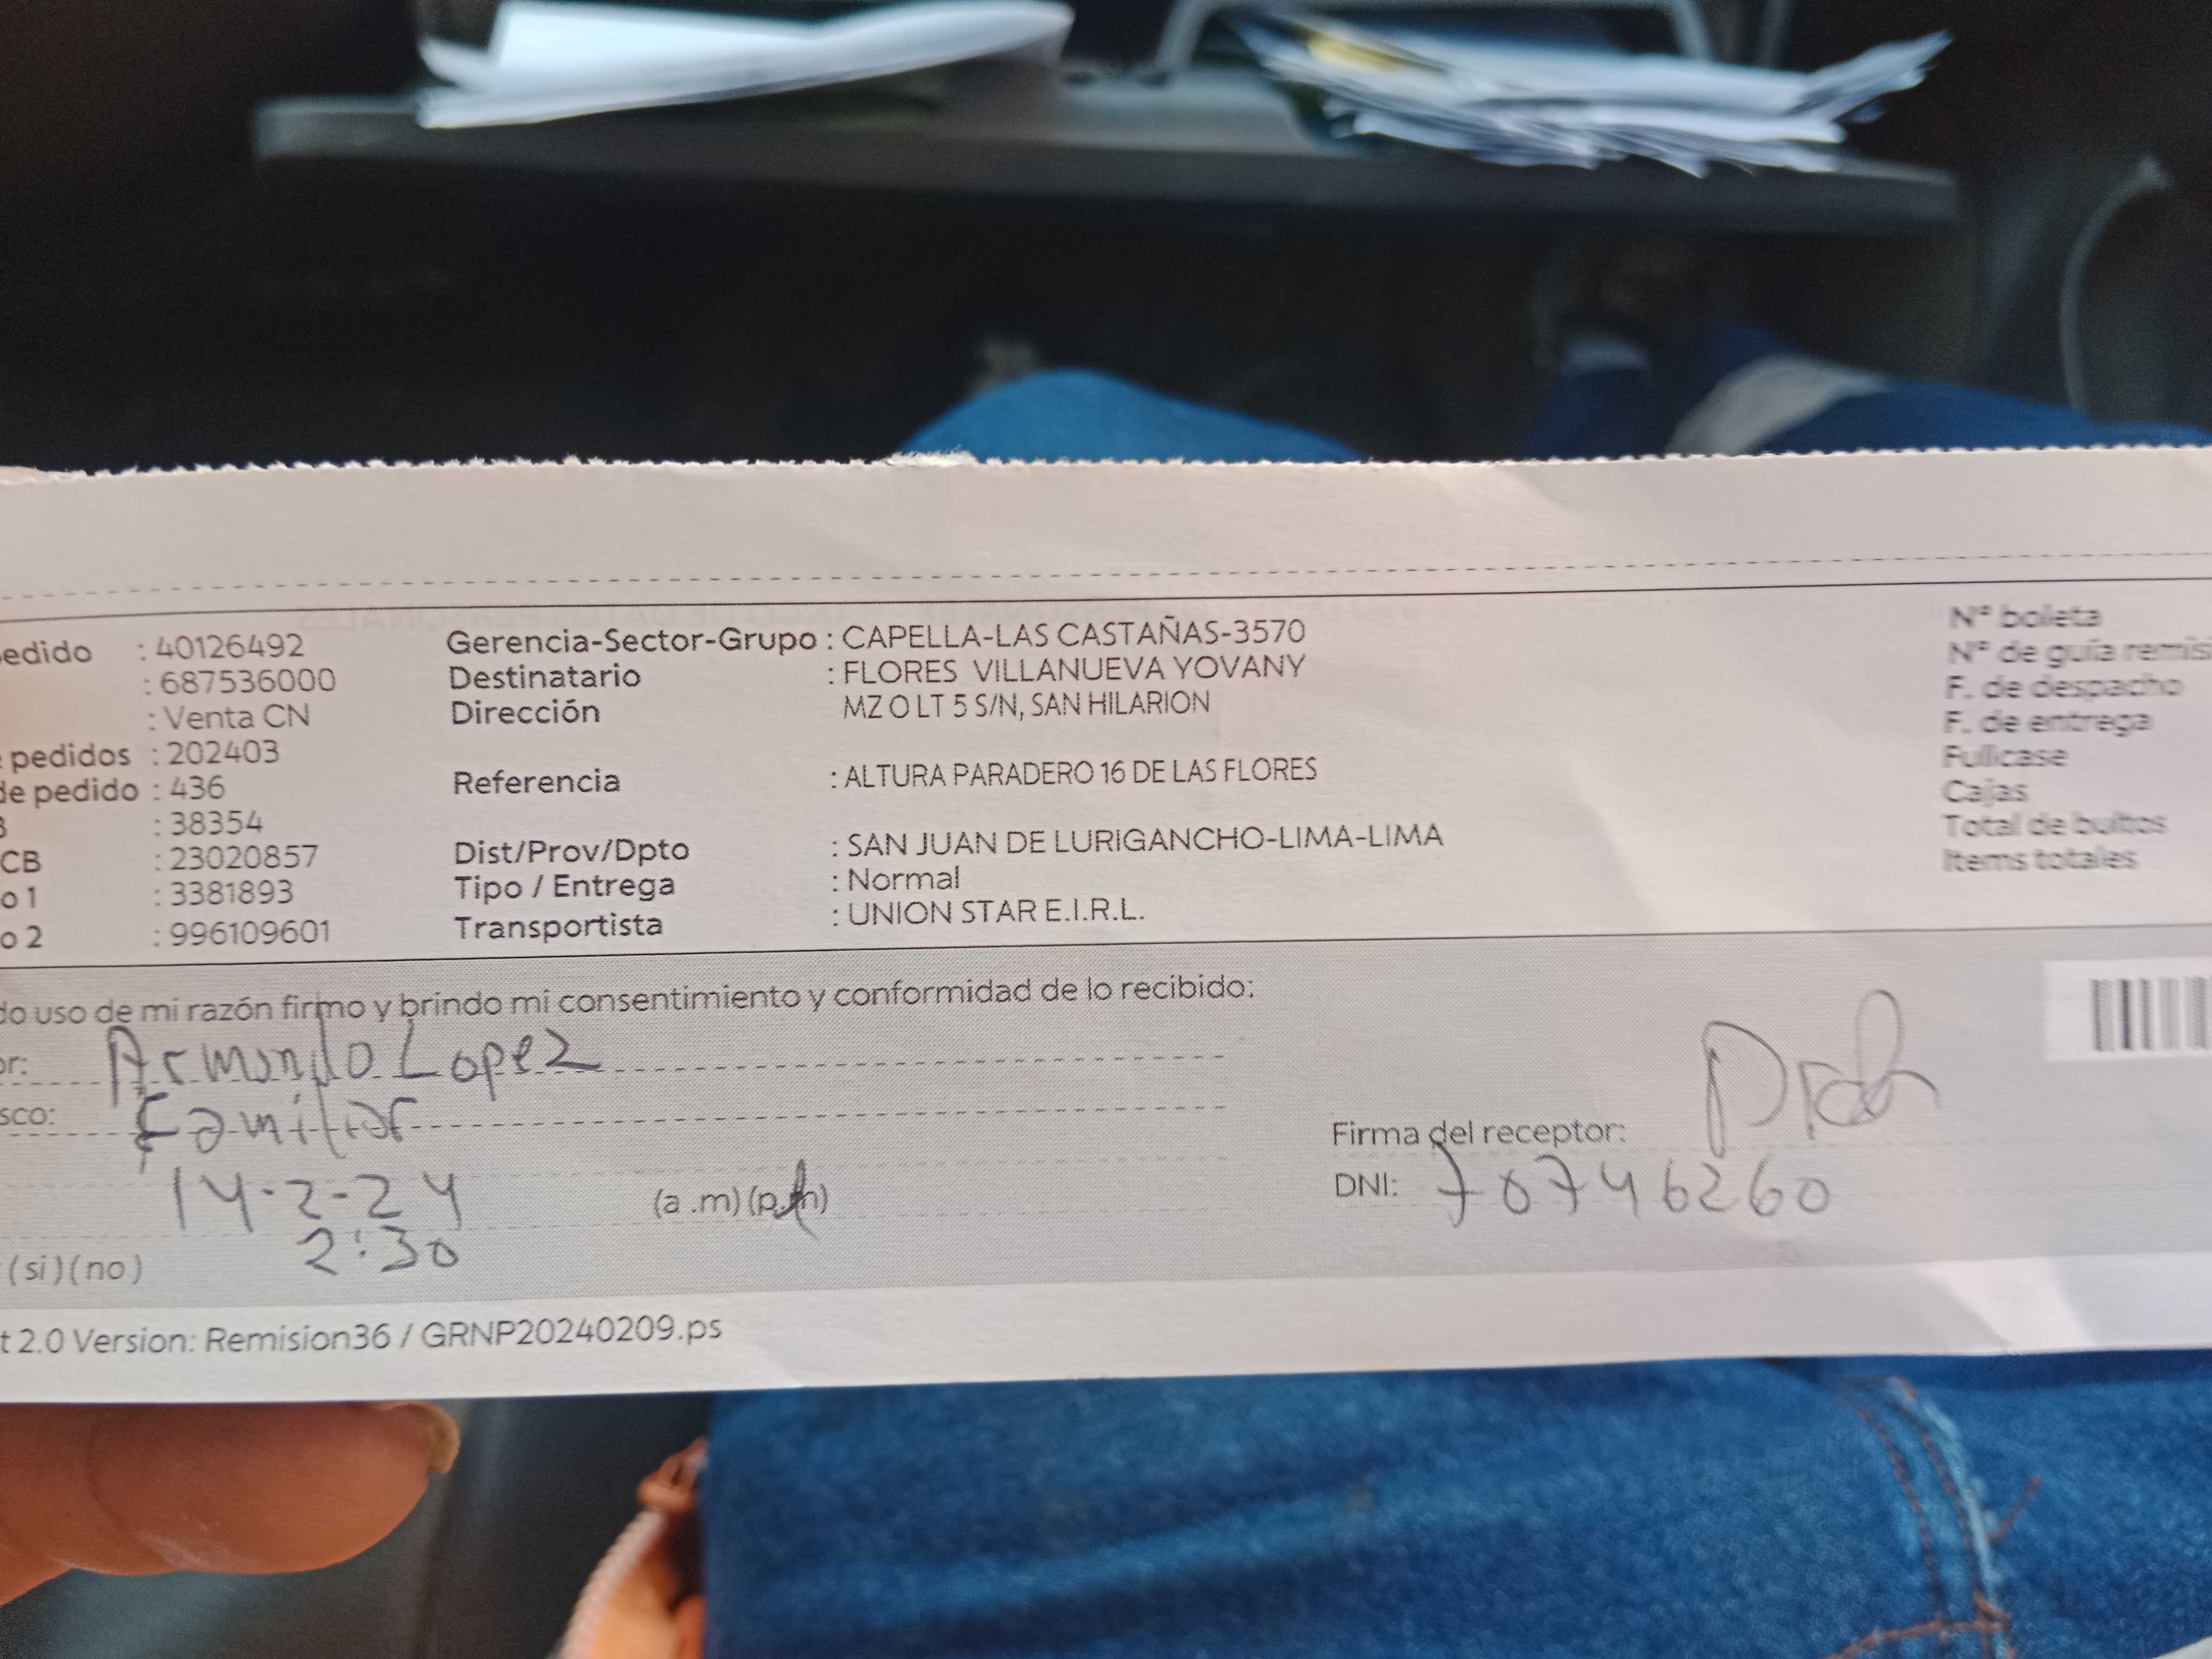 edido : 40126492 Gerencia-Sector-Grupo : CAPELLA-LAS CASTAÑAS-3570 N° boleta
: 687536000 Destinatario : FLORES VILLANUEVA YOVANY N° de guía remisi
: Venta CN Dirección MZ O LT 5 S/N, SAN HILARION F. de despacho
pedidos : 202403 F. de entrega
de pedido : 436 Referencia : ALTURA PARADERO 16 DE LAS FLORES Fullcase
: 38354 Cajas
CB : 23020857 Dist/Prov/Dpto : SAN JUAN DE LURIGANCHO-LIMA-LIMA Total de bultos
o 1 : 3381893 Tipo / Entrega : Normal Items totales
o 2 : 996109601 Transportista : UNION STAR E.I.R.L.
do uso de mi razón firmo y brindo mi consentimiento y conformidad de lo recibido:
or: Armando Lopez
sco: Familiar
Firma del receptor:
14-2-24 (a .m) (p.m) DNI: 70746260
2:30
(si) (no)
t 2.0 Version: Remision36 / GRNP20240209.ps